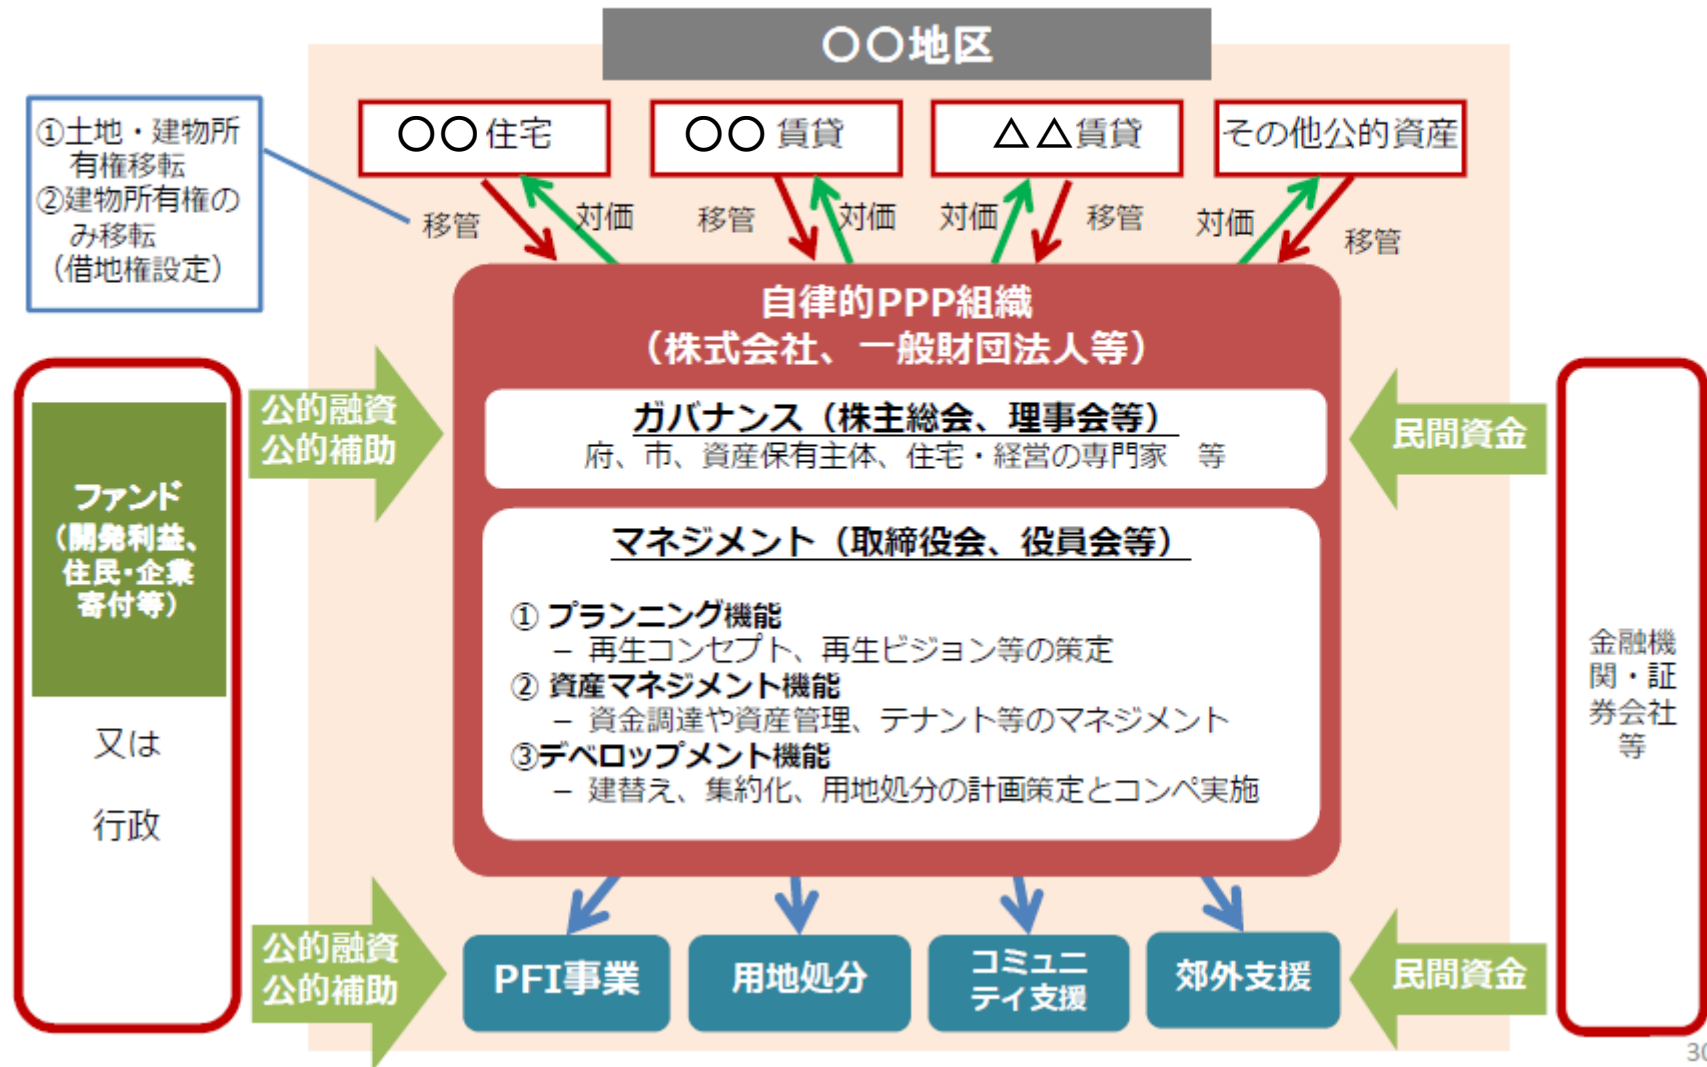 〇〇地区
①土地・建物所
有権移転
②建物所有権の
み移転
（借地権設定）
〇〇 住宅
〇〇 賃貸
△△賃貸
その他公的資産
移管
対価
移管
対価
対価
移管
対価
移管
自律的PPP組織
（株式会社、一般財団法人等）
ガバナンス（株主総会、理事会等）
府、市、資産保有主体、住宅・経営の専門家　等
マネジメント（取締役会、役員会等）
① プランニング機能
－ 再生コンセプト、再生ビジョン等の策定
② 資産マネジメント機能
－ 資金調達や資産管理、テナント等のマネジメント
③デベロップメント機能
－ 建替え、集約化、用地処分の計画策定とコンペ実施
公的融資
公的補助
ファンド
（開発利益、
住民・企業
寄付等）
又は
行政
公的融資
公的補助
民間資金
金融機
関・証
券会社
等
民間資金
PFI事業
用地処分
コミュニ
ティ支援
郊外支援
30